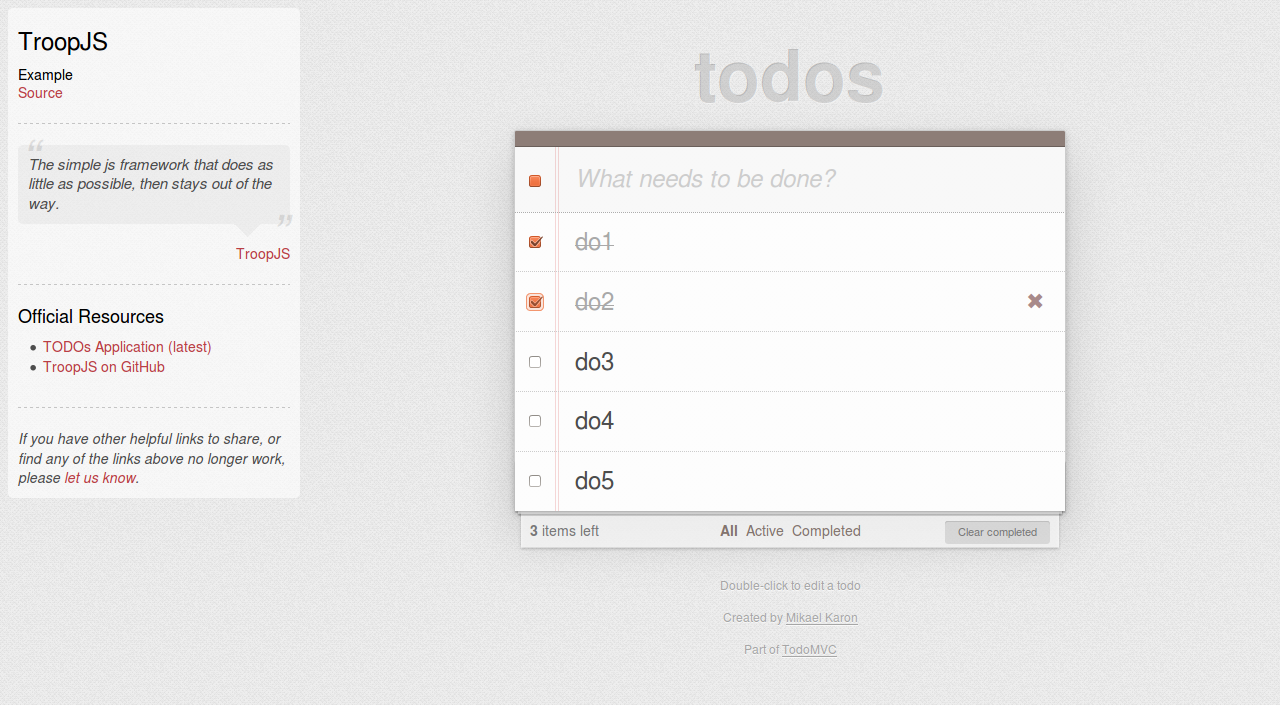 TroopJS
Example
Source
“
The simple js framework that does as
little as possible, then stays out of the
way.
”
TroopJS
Official Resources
• TODOs Application (latest)
• TroopJS on GitHub
If you have other helpful links to share, or
find any of the links above no longer work,
please let us know.
todos
What needs to be done?
do1
do2 ✖
do3
do4
do5
3 items left All Active Completed Clear completed
Double-click to edit a todo
Created by Mikael Karon
Part of TodoMVC